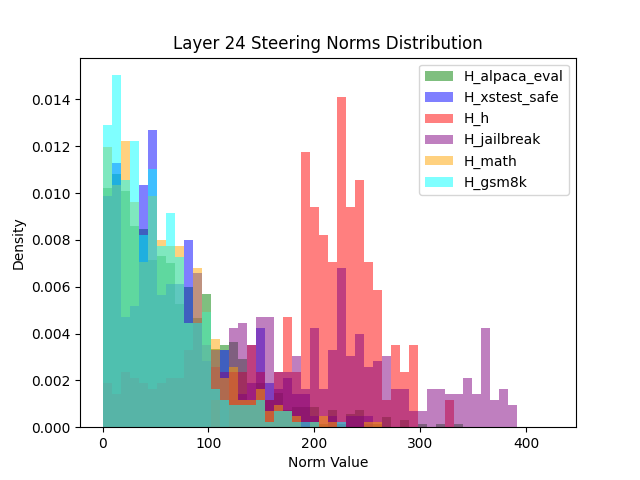 Layer 24 Steering Norms Distribution
H_alpaca_eval
H_xstest_safe
H_h
H_jailbreak
H_math
H_gsm8k
0.014
0.012
0.010
0.008
0.006
0.004
0.002
0.000
Density
0
100
200
300
400
Norm Value